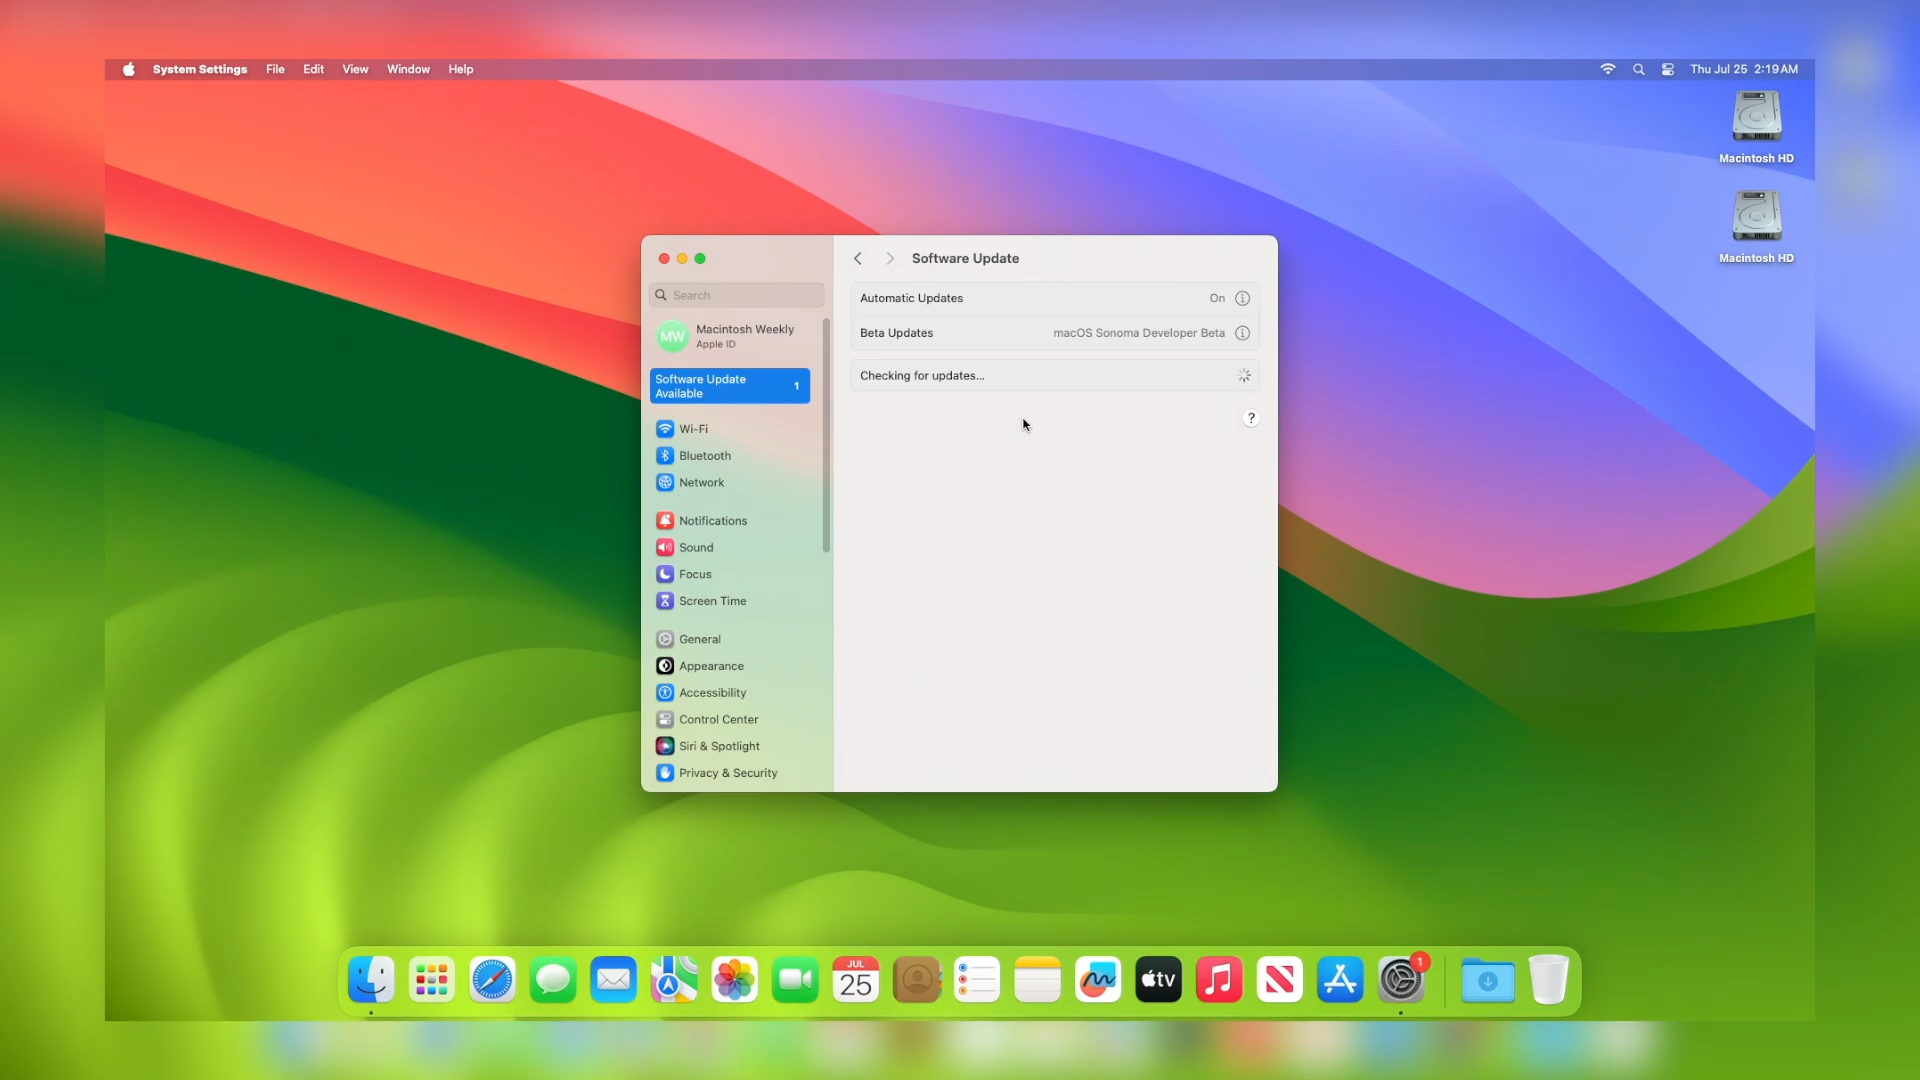 System Settings File Edit View Window Help
Thu Jul 25 2:19 AM
Macintosh HD
Macintosh HD
Software Update
Search
MW
Macintosh Weekly
Apple ID
Software Update
Available
1
Wi-Fi
Bluetooth
Network
Notifications
Sound
Focus
Screen Time
General
Appearance
Accessibility
Control Center
Siri & Spotlight
Privacy & Security
Automatic Updates On
Beta Updates macOS Sonoma Developer Beta
Checking for updates...
?
JUL
25
tv
1